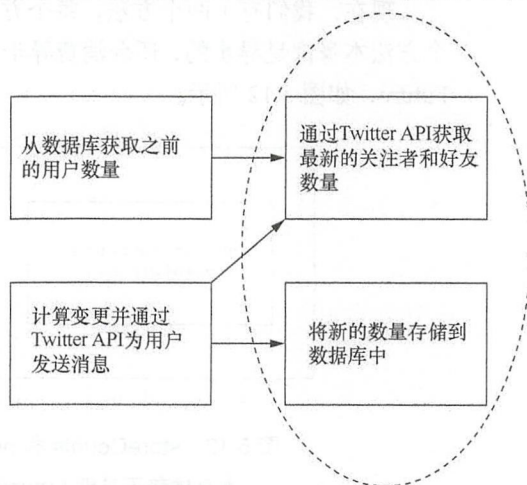 从数据库获取之前
的用户数量
通过Twitter API获取
最新的关注者和好友
数量
计算变更并通过
Twitter API为用户
发送消息
将新的数量存储到
数据库中